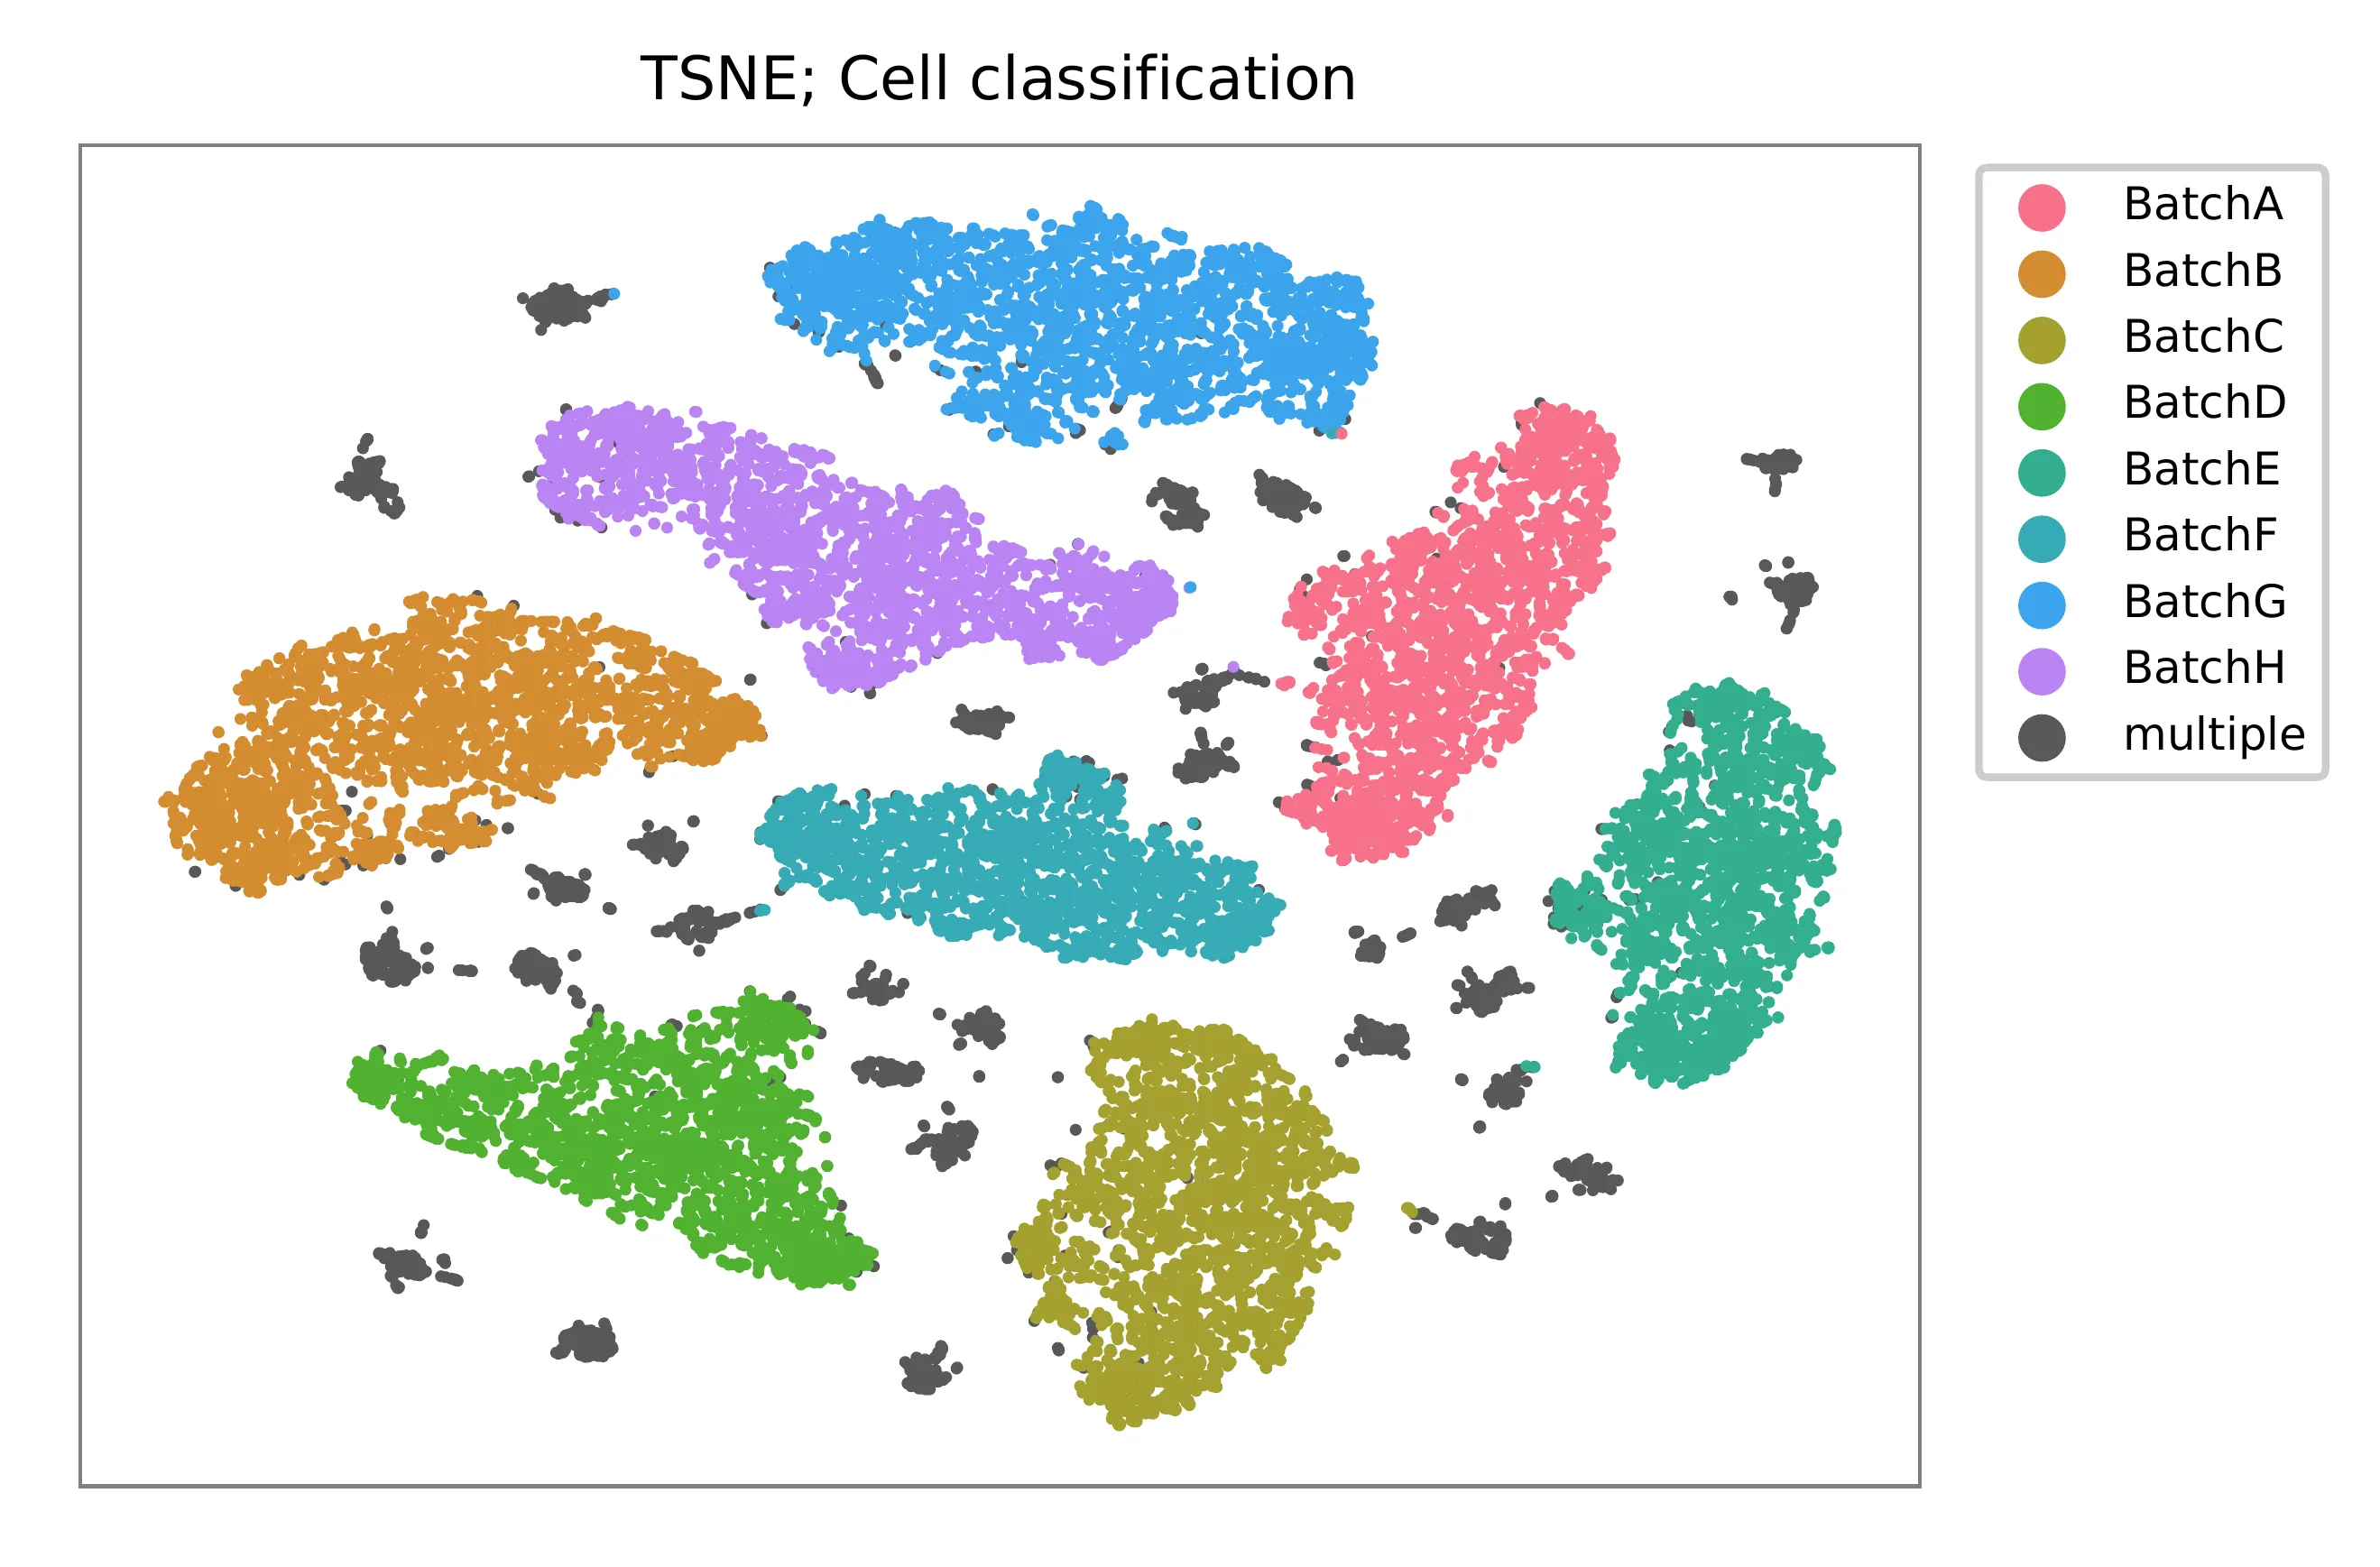 TSNE; Cell classification
BatchA
BatchB
BatchC
BatchD
BatchE
BatchF
BatchG
BatchH
multiple